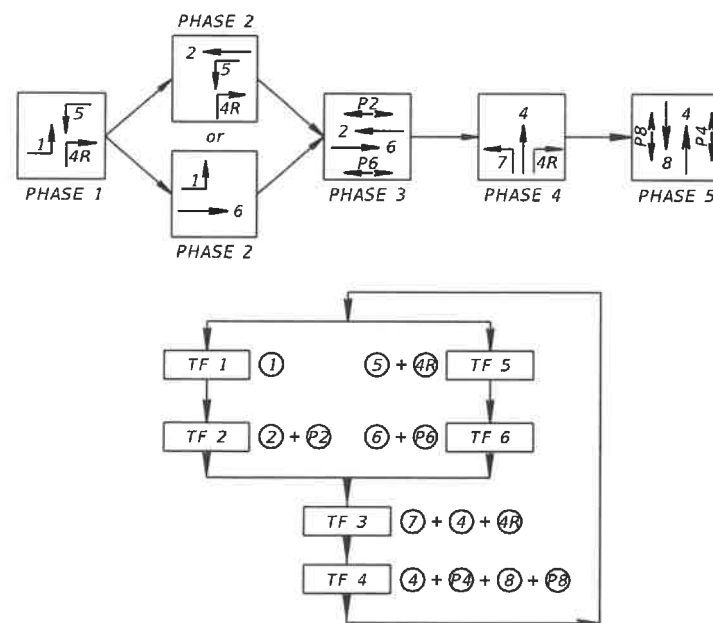 PHASE 2
2
5
4R
5
1
4R
PHASE 1
or
1
6
PHASE 2
P2
2
6
P6
PHASE 3
4
7
4R
PHASE 4
P8
4
P4
8
PHASE 5
TF 1
1
5 + 4R
TF 5
TF 2
2 + P2
6 + P6
TF 6
TF 3
7 + 4 + 4R
TF 4
4 + P4 + 8 + P8